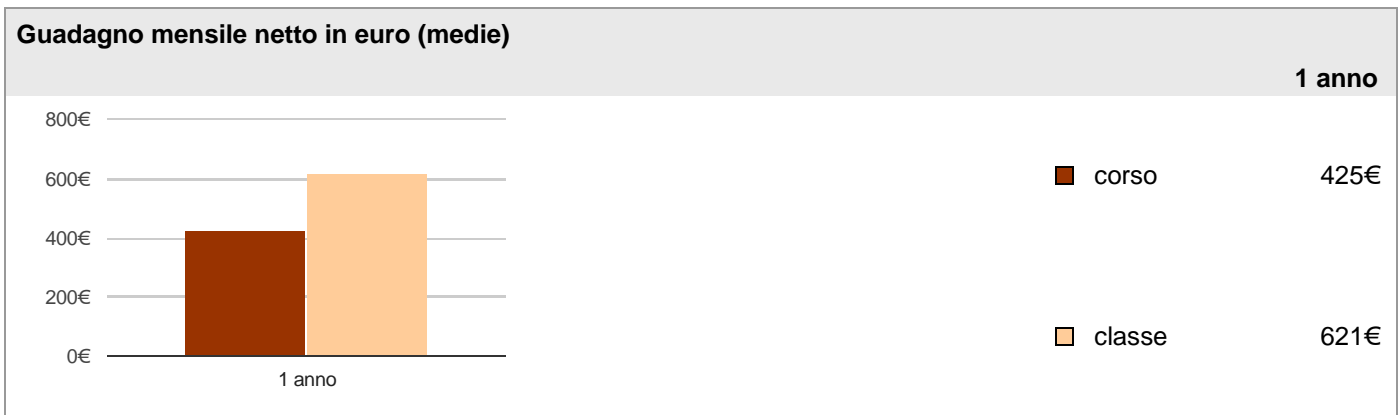 Guadagno mensile netto in euro (medie)
1 anno
800€
600€
400€
200€
0€
1 anno
corso 425€
classe 621€